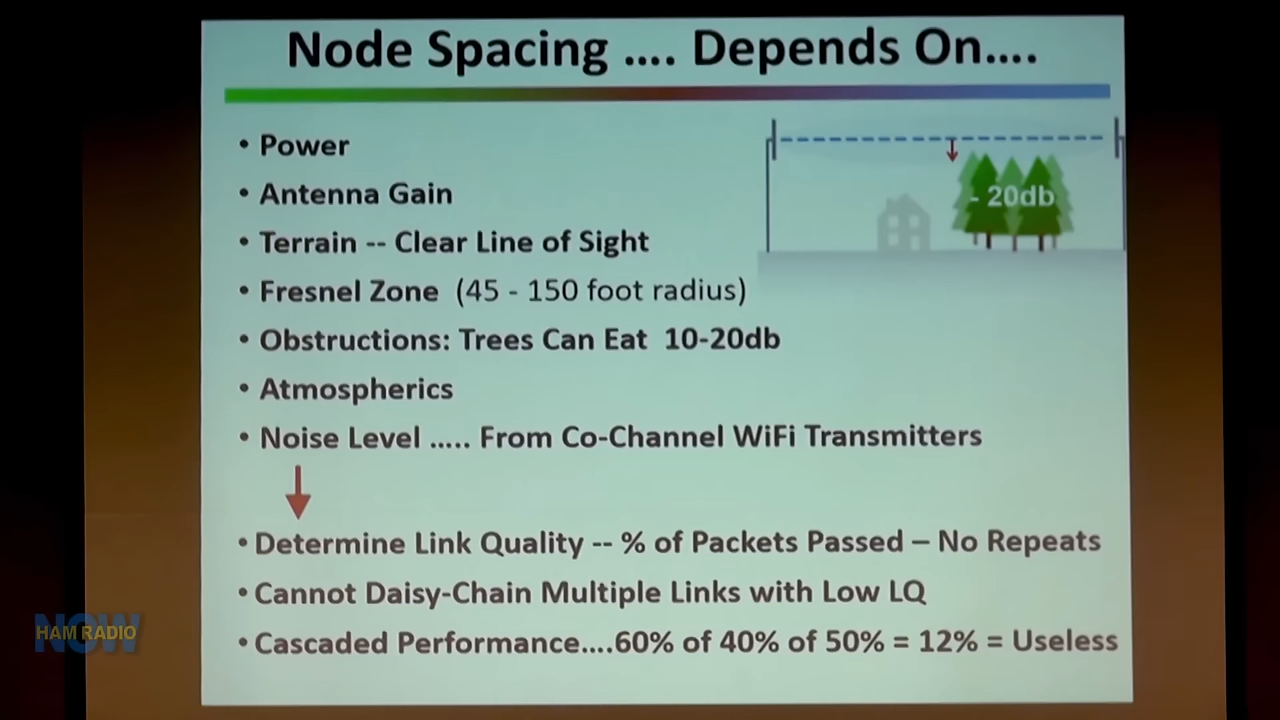 Node Spacing .... Depends On....
• Power
• Antenna Gain
• Terrain -- Clear Line of Sight
• Fresnel Zone (45 - 150 foot radius)
• Obstructions: Trees Can Eat 10-20db
• Atmospherics
• Noise Level ..... From Co-Channel WiFi Transmitters
- 20db
• Determine Link Quality -- % of Packets Passed – No Repeats
• Cannot Daisy-Chain Multiple Links with Low LQ
• Cascaded Performance....60% of 40% of 50% = 12% = Useless
HAM RADIO
NOW